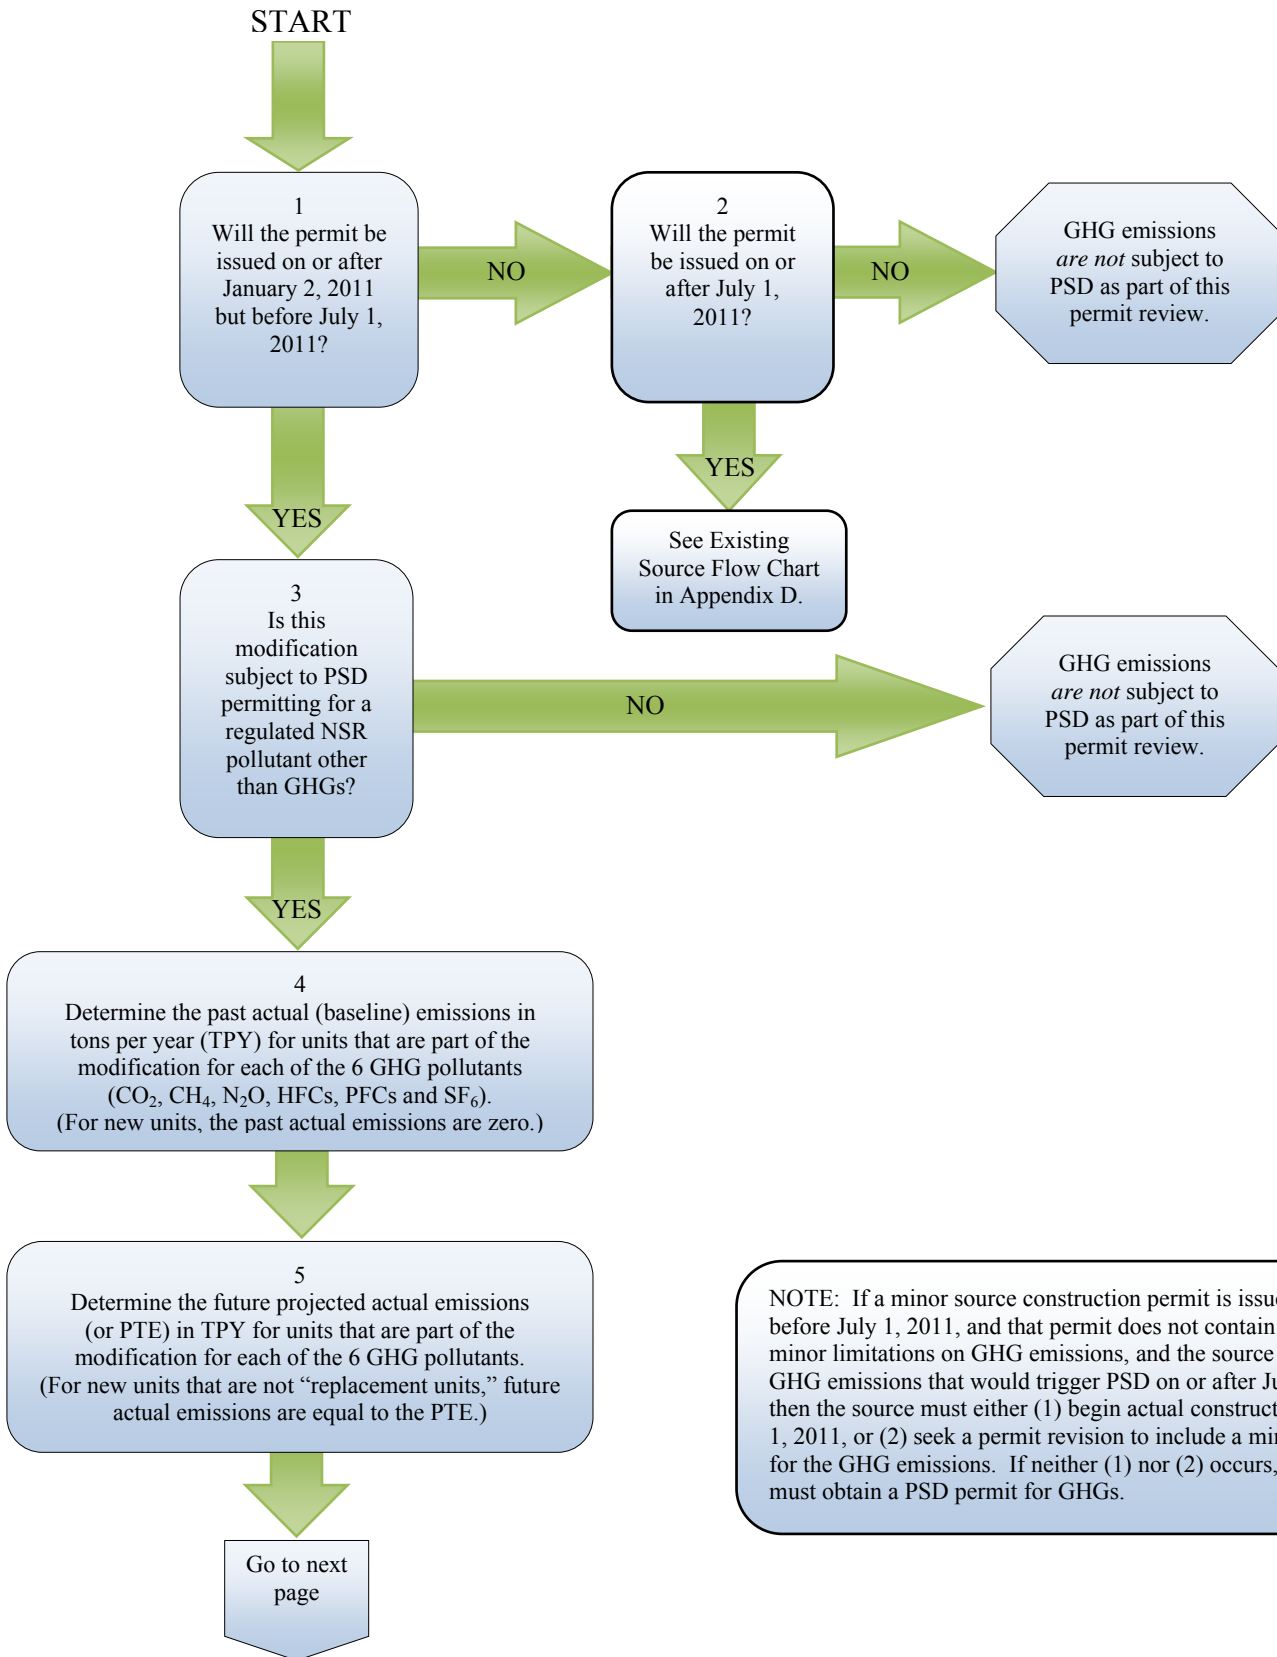 START
1
Will the permit be
issued on or after
January 2, 2011
but before July 1,
2011?
NO
2
Will the permit
be issued on or
after July 1,
2011?
NO
GHG emissions
are not subject to
PSD as part of this
permit review.
YES
YES
See Existing
Source Flow Chart
in Appendix D.
3
Is this
modification
subject to PSD
permitting for a
regulated NSR
pollutant other
than GHGs?
NO
GHG emissions
are not subject to
PSD as part of this
permit review.
YES
4
Determine the past actual (baseline) emissions in
tons per year (TPY) for units that are part of the
modification for each of the 6 GHG pollutants
(CO₂, CH₄, N₂O, HFCs, PFCs and SF₆).
(For new units, the past actual emissions are zero.)
5
Determine the future projected actual emissions
(or PTE) in TPY for units that are part of the
modification for each of the 6 GHG pollutants.
(For new units that are not “replacement units,” future
actual emissions are equal to the PTE.)
Go to next
page
NOTE: If a minor source construction permit is
before July 1, 2011, and that permit does not contain
minor limitations on GHG emissions, and the source
GHG emissions that would trigger PSD on or after
then the source must either (1) begin actual
1, 2011, or (2) seek a permit revision to include a
for the GHG emissions. If neither (1) nor (2) occurs,
must obtain a PSD permit for GHGs.